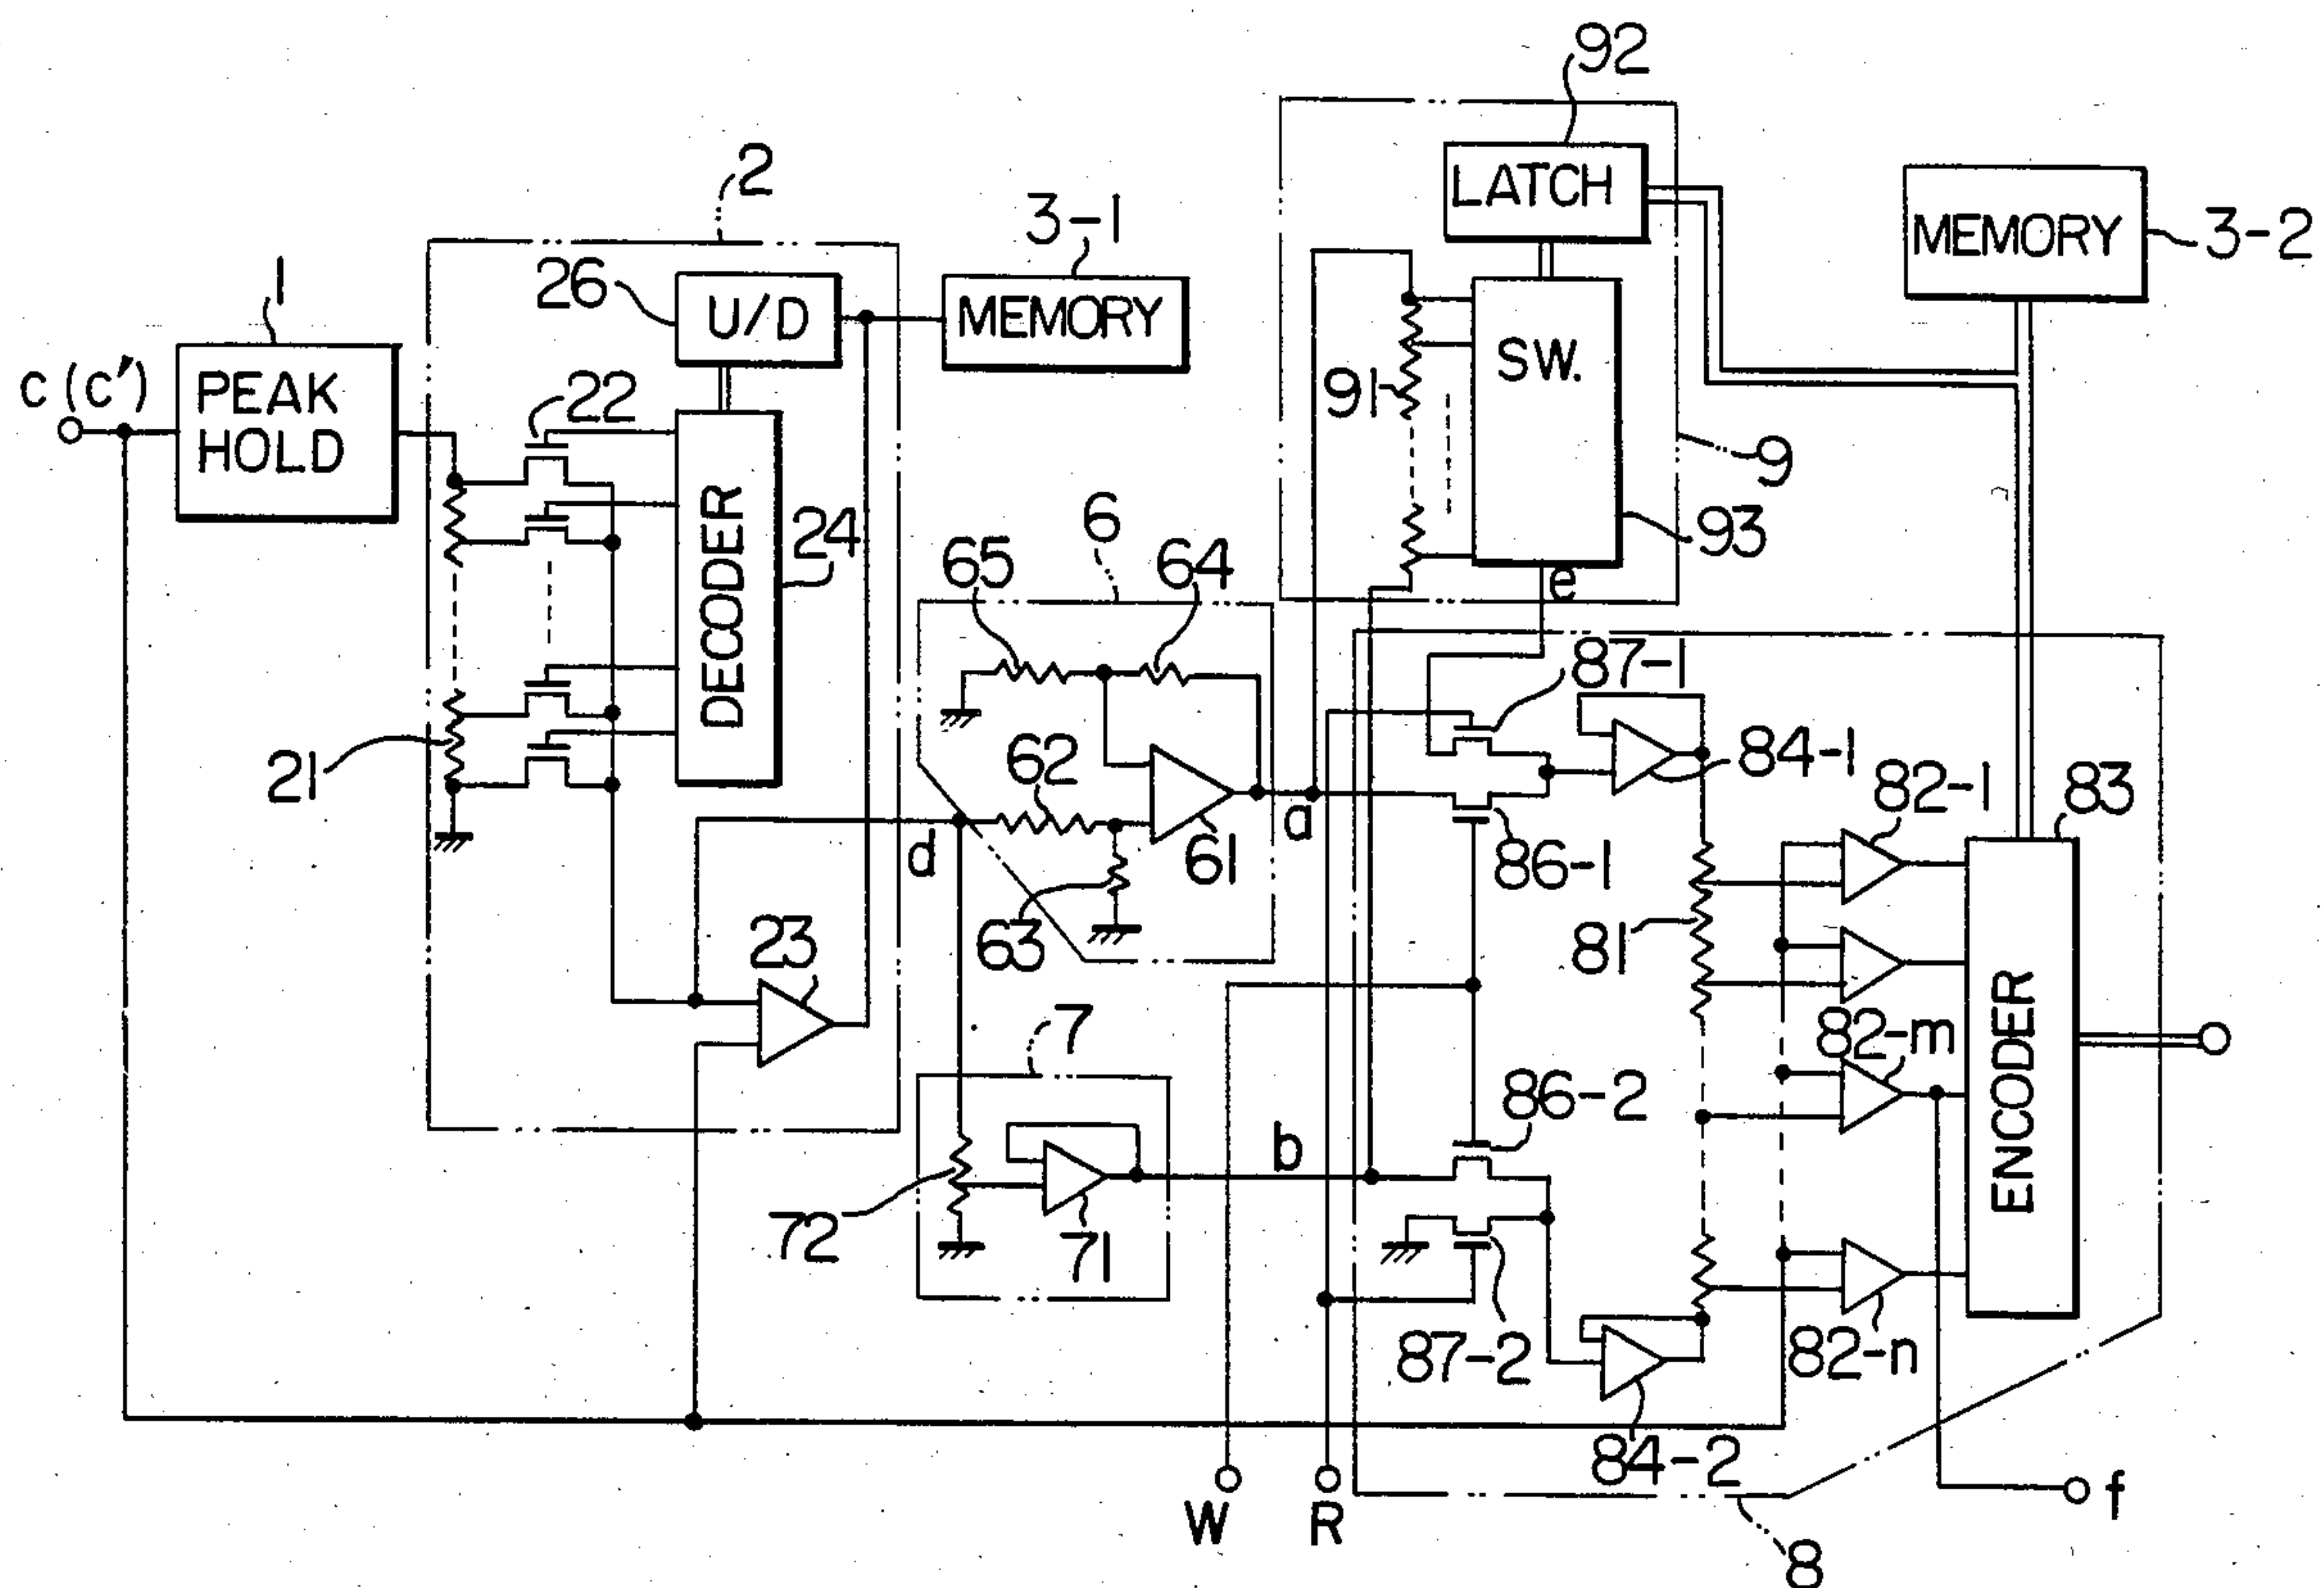 92
2
LATCH
3-1
MEMORY
3-2
1
26
U/D
MEMORY
SW.
c (c')
PEAK
HOLD
22
91
9
DECODER
24
6
93
65
64
e
87-1
21
62
84-1
82-1
83
a
d
61
86-1
63
81
23
ENCODER
7
82-m
86-2
b
72
71
87-2
82-n
84-2
W
R
f
8